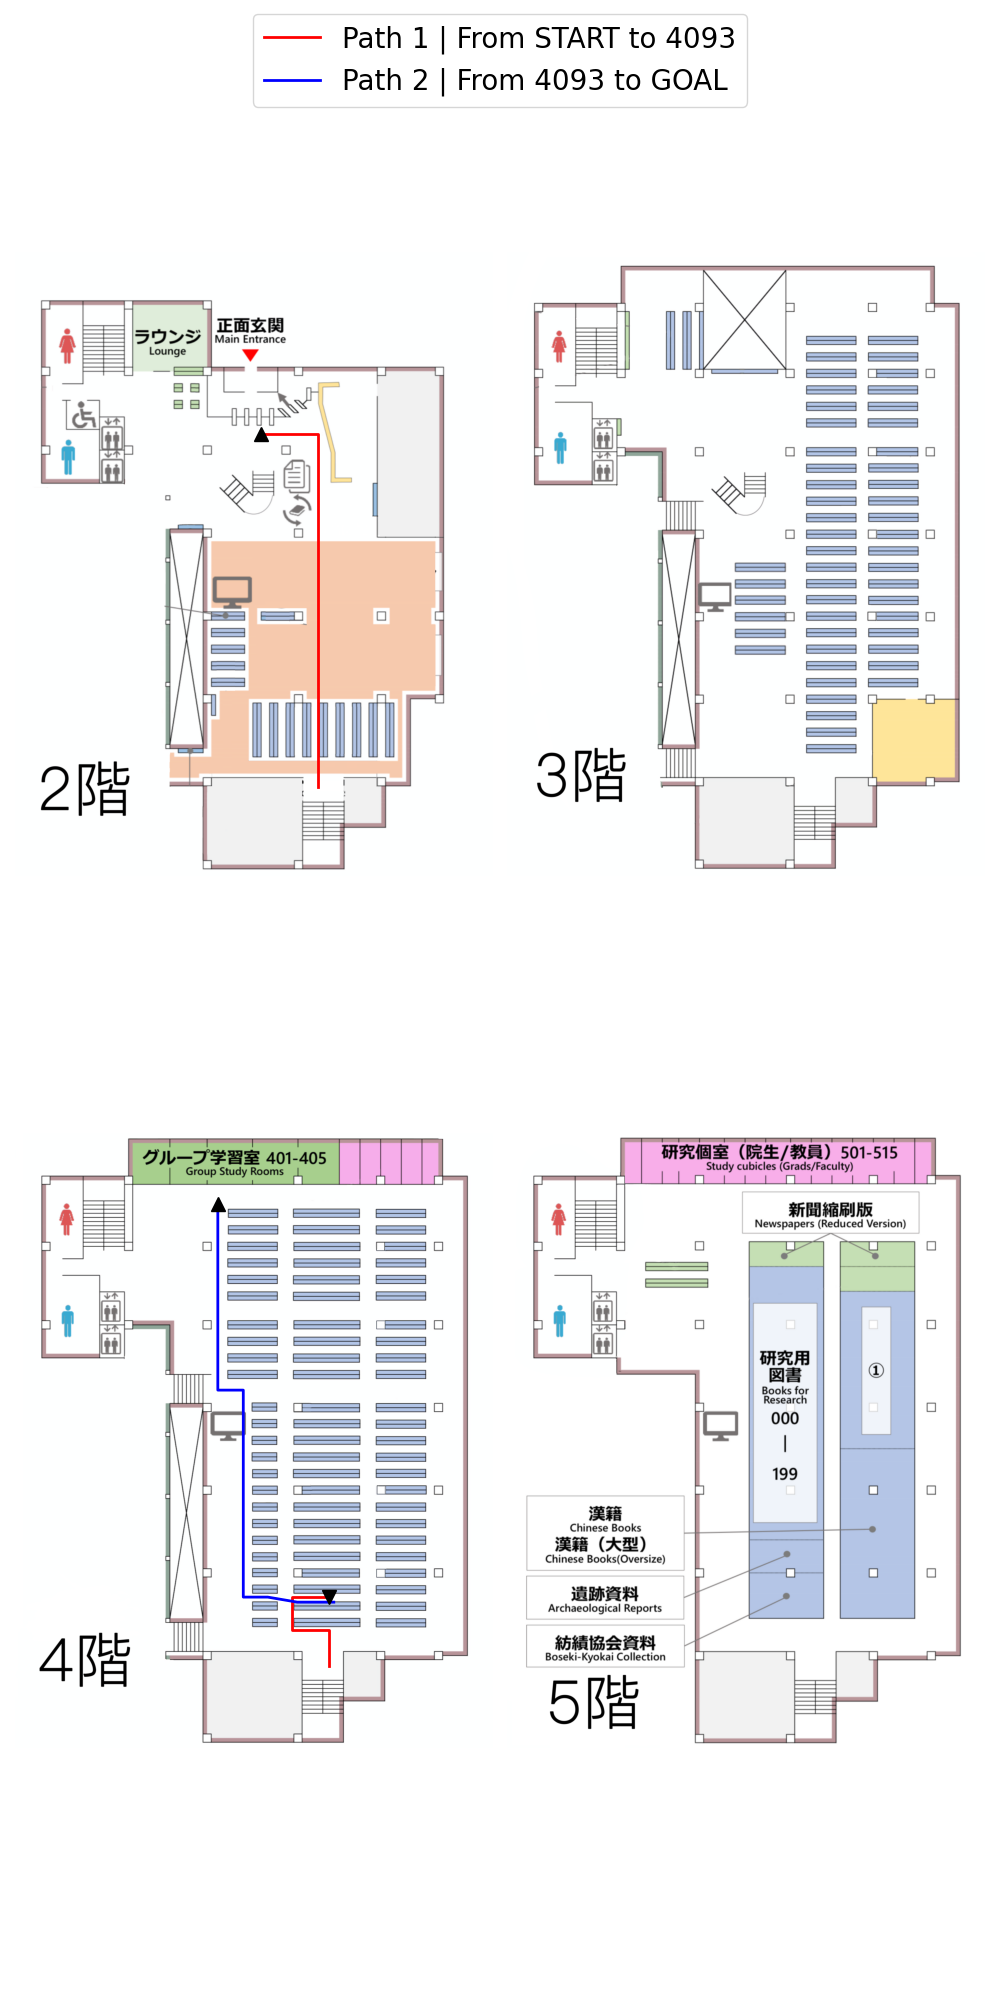 Path 1 | From START to 4093
Path 2 | From 4093 to GOAL
ラウンジ
Lounge
正面玄関
Main Entrance
2階
3階
グループ学習室 401-405
Group Study Rooms
4階
研究個室（院生/教員）501-515
Study cubicles (Grads/Faculty)
新聞縮刷版
Newspapers (Reduced Version)
研究用
図書
Books for
Research
000
|
199
①
漢籍
Chinese Books
漢籍（大型）
Chinese Books(Oversize)
遺跡資料
Archaeological Reports
紡績協会資料
Boseki-Kyokai Collection
5階